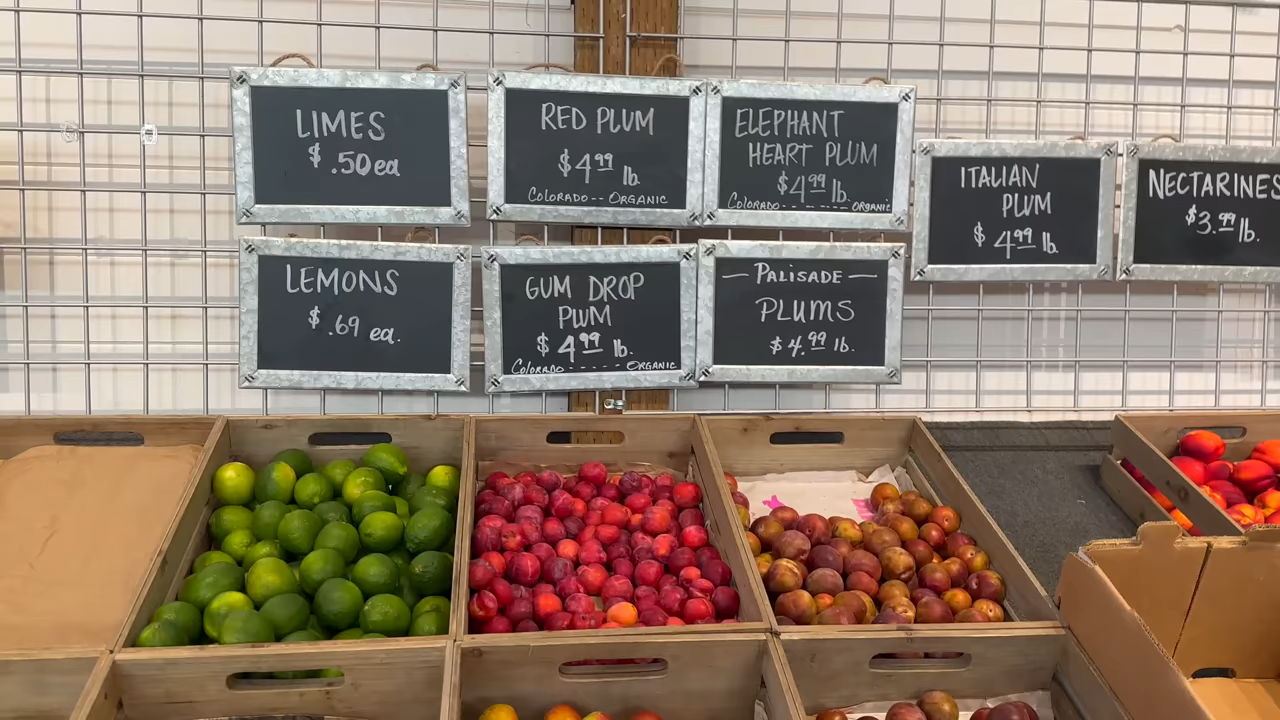 LIMES
$ .50 ea
RED PLUM
$4.99 lb.
COLORADO -- ORGANIC
ELEPHANT
HEART PLUM
$4.99 lb.
COLORADO - - - - - ORGANIC
ITALIAN
PLUM
$4.99 lb.
NECTARINES
$3.99 lb.
LEMONS
$ .69 ea.
GUM DROP
PLUM
$4.99 lb.
COLORADO - - - - - ORGANIC
— PALISADE —
PLUMS
$4.99 lb.